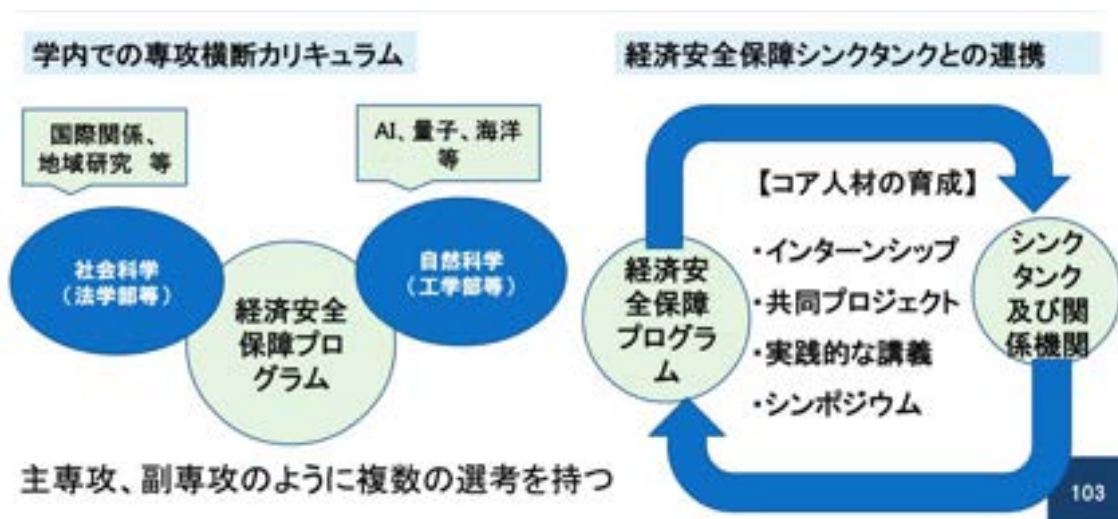 学内での専攻横断カリキュラム
国際関係、
地域研究 等
AI、量子、海洋
等
社会科学
（法学部等）
自然科学
（工学部等）
経済安全
保障プロ
グラム
主専攻、副専攻のように複数の選考を持つ
経済安全保障シンクタンクとの連携
【コア人材の育成】
・インターンシップ
・共同プロジェクト
・実践的な講義
・シンポジウム
経済安
全保障
プログラ
ム
シンク
タンク
及び関
係機関
103